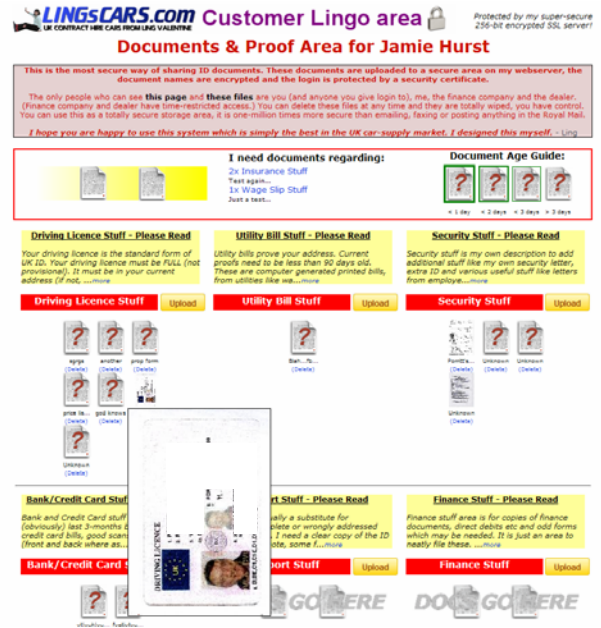 LINGsCARS.com Customer Lingo area
UK CONTRACT HIRE CARS FROM LING VALENTINE
Protected by my super-secure
256-bit encrypted SSL server!
Documents & Proof Area for Jamie Hurst
This is the most secure way of sharing ID documents. These documents are uploaded to a secure area on my webserver, the
document names are encrypted and the login is protected by a security certificate.
The only people who can see this page and these files are you (and anyone you give login to), me, the finance company and the dealer.
(Finance company and dealer have time-restricted access.) You can delete these files at any time and they are totally wiped, you have control.
You can use this as a totally secure storage area, it is one-million times more secure than emailing, faxing or posting anything in the Royal Mail.
I hope you are happy to use this system which is simply the best in the UK car-supply market. I designed this myself. - Ling
I need documents regarding:
2x Insurance Stuff
Test again...
1x Wage Slip Stuff
Just a test...
Document Age Guide:
< 1 day < 2 days < 3 days > 3 days
Driving Licence Stuff - Please Read
Your driving licence is the standard form of
UK ID. Your driving licence must be FULL (not
provisional). It must be in your current
address (if not, ...more
Driving Licence Stuff Upload
Utility Bill Stuff - Please Read
Utility bills prove your address. Current
proofs need to be less than 90 days old.
These are computer generated printed bills,
from utilities like wa...more
Utility Bill Stuff Upload
Security Stuff - Please Read
Security stuff is my own description to add
additional stuff like my own security letter,
extra ID and various useful stuff like letters
from employe...more
Security Stuff Upload
agrga another prop form
(Delete) (Delete) (Delete)
price lis... god knows
(Delete)
Unknown
(Delete)
Blah...fo...
(Delete)
Unknown Unknown
(Delete) (Delete) (Delete)
Unknown
(Delete)
DRIVING LICENCE
UK
Bank/Credit Card Stuf
Bank and Credit Card stuff
(obviously) last 3-months b
credit card bills, good scans
(front and back where as...
Bank/Credit Card S
rt Stuff - Please Read
ally a substitute for
plete or wrongly addressed
I need a clear copy of the ID
ote, some f...more
port Stuff Upload
Finance Stuff - Please Read
Finance stuff area is for copies of finance
documents, direct debits etc and odd forms
which may be needed. It is just an area to
neatly file these. ...more
Finance Stuff Upload
GO HERE
DOCS GO HERE